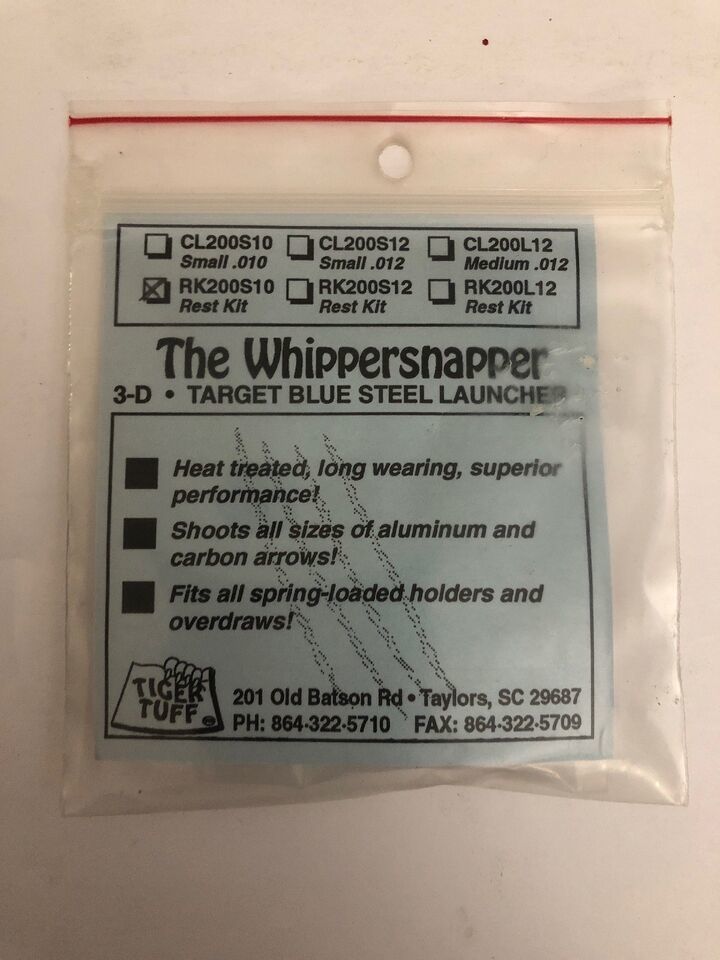 CL200S10 CL200S12 CL200L12
Small .010 Small .012 Medium .012
RK200S10 RK200S12 RK200L12
Rest Kit Rest Kit Rest Kit
The Whippersnapper
3-D • TARGET BLUE STEEL LAUNCHER
Heat treated, long wearing, superior
performance!
Shoots all sizes of aluminum and
carbon arrows!
Fits all spring-loaded holders and
overdraws!
TIGER
TUFF
201 Old Batson Rd • Taylors, SC 29687
PH: 864-322-5710 FAX: 864-322-5709